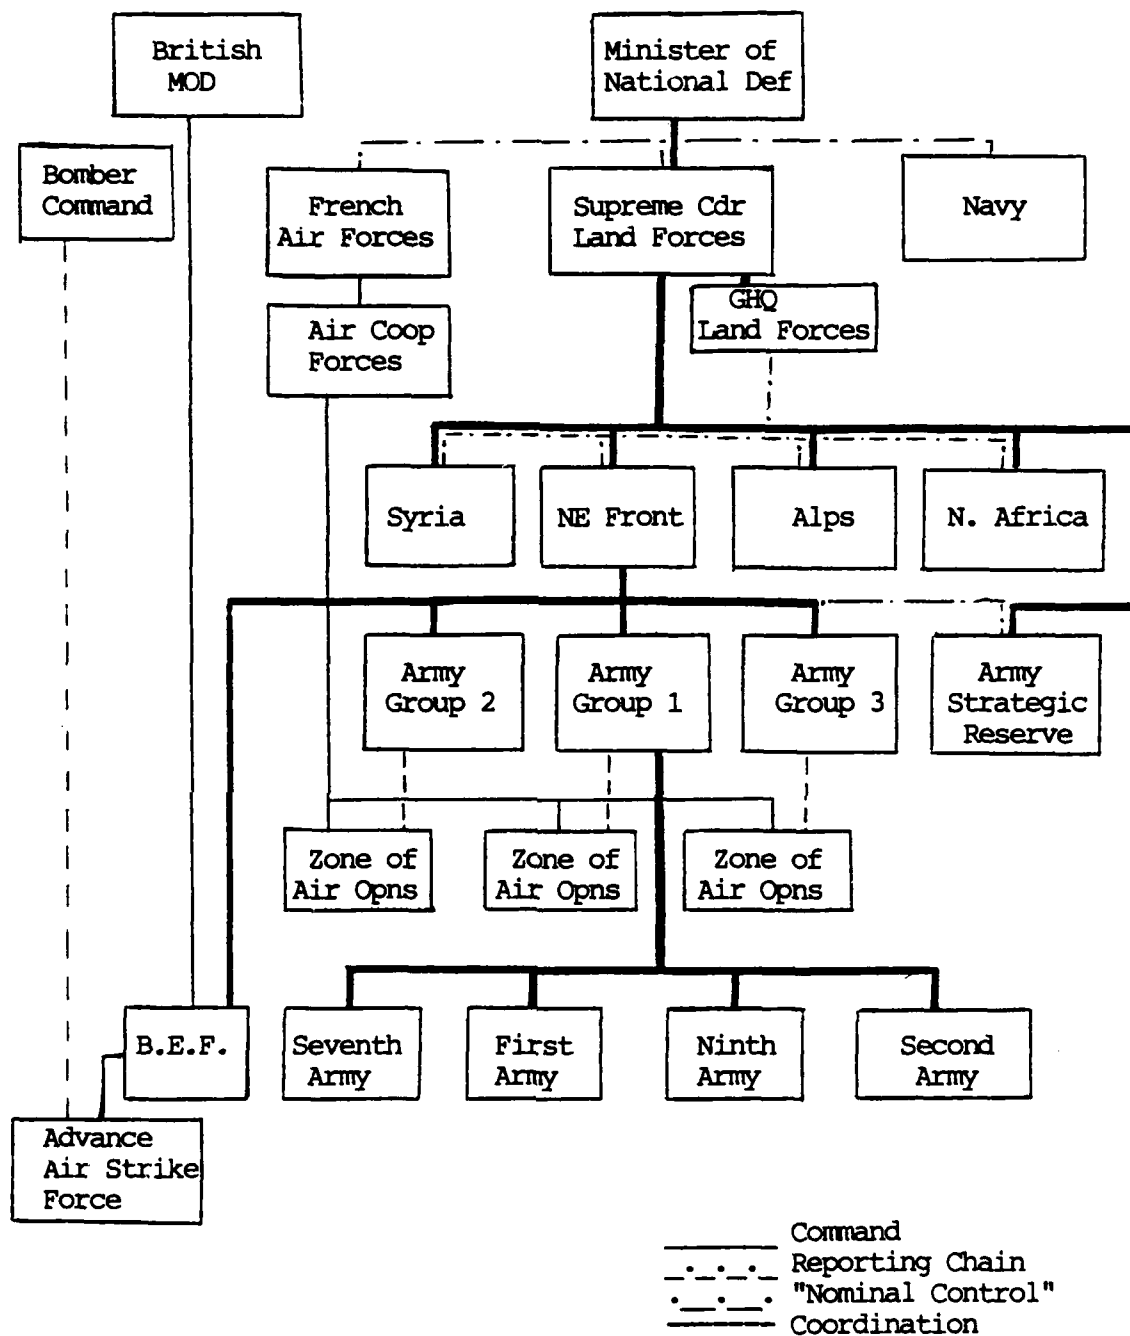 British
MOD
Minister of
National Def
Bomber
Command
French
Air Forces
Supreme Cdr
Land Forces
Navy
GHQ
Land Forces
Air Coop
Forces
Syria
NE Front
Alps
N. Africa
Army
Group 2
Army
Group 1
Army
Group 3
Army
Strategic
Reserve
Zone of
Air Opns
Zone of
Air Opns
Zone of
Air Opns
B.E.F.
Seventh
Army
First
Army
Ninth
Army
Second
Army
Advance
Air Strike
Force
Command
Reporting Chain
"Nominal Control"
Coordination